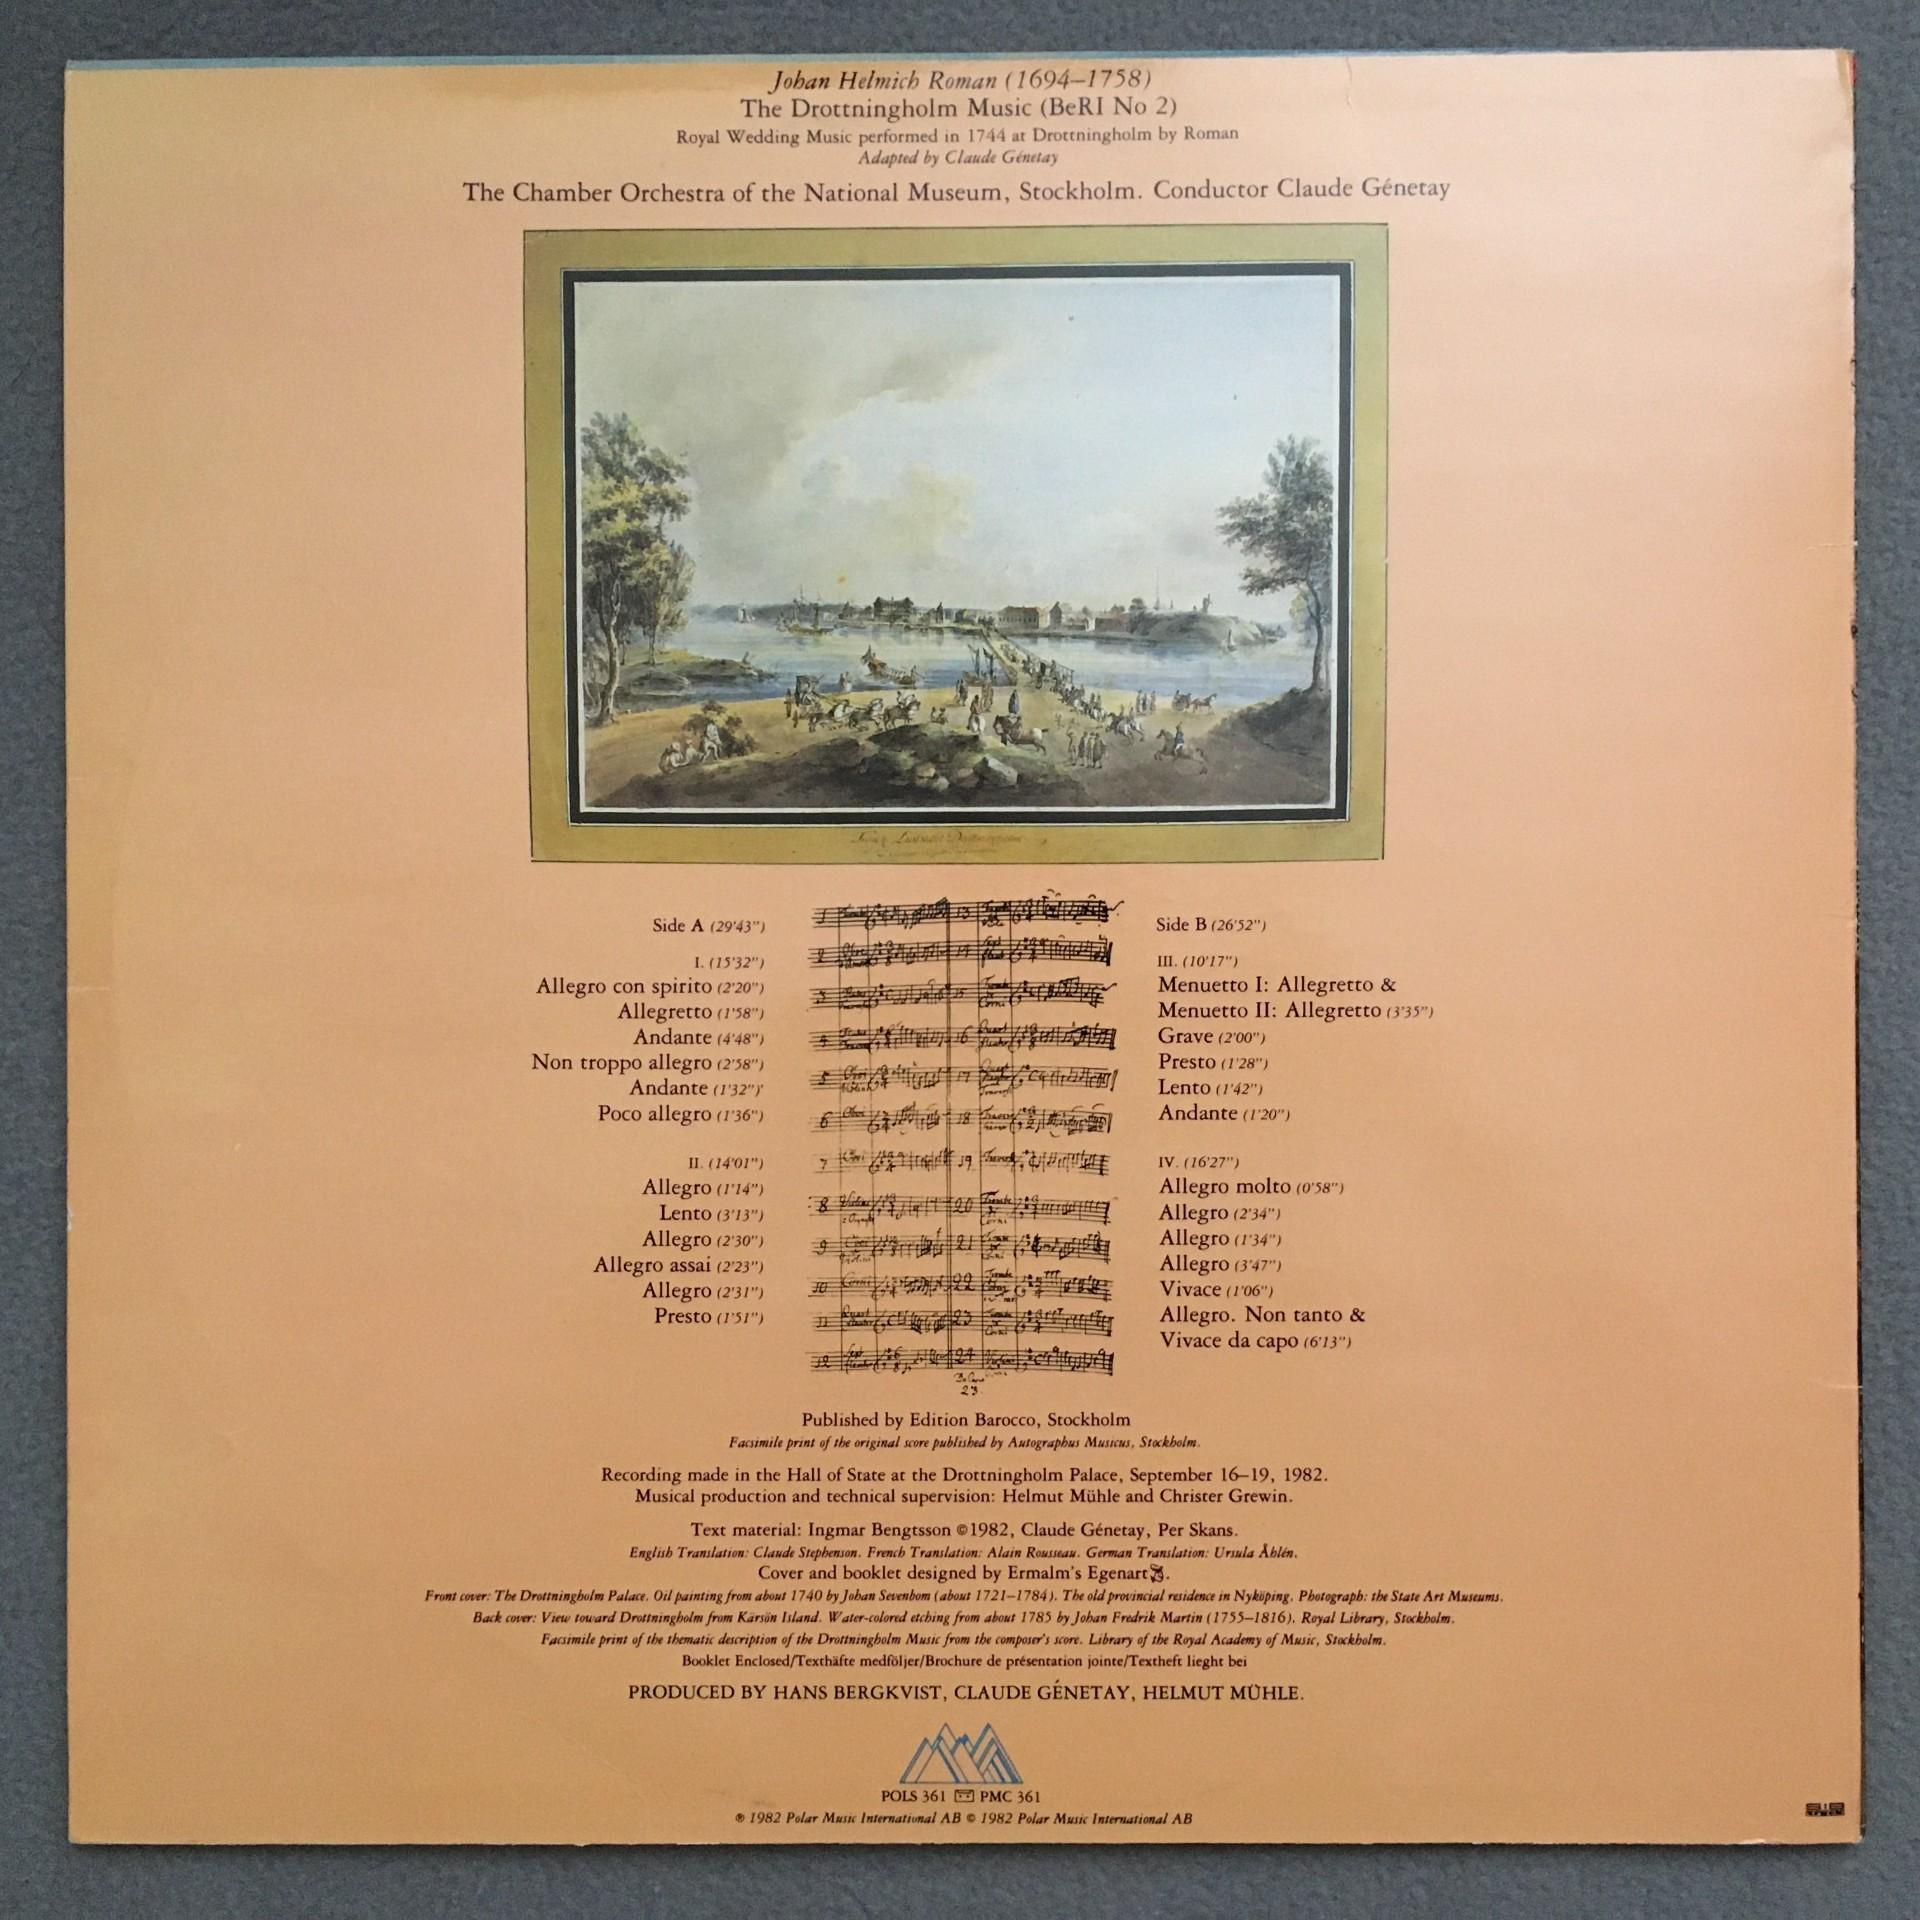 Johan Helmich Roman (1694–1758)
The Drottningholm Music (BeRI No 2)
Royal Wedding Music performed in 1744 at Drottningholm by Roman
Adapted by Claude Génetay
The Chamber Orchestra of the National Museum, Stockholm. Conductor Claude Génetay
Side A (29'43")
I. (15'32")
Allegro con spirito (2'20")
Allegretto (1'58")
Andante (4'48")
Non troppo allegro (2'58")
Andante (1'32")'
Poco allegro (1'36")
II. (14'01")
Allegro (1'14")
Lento (3'13")
Allegro (2'30")
Allegro assai (2'23")
Allegro (2'31")
Presto (1'51")
Side B (26'52")
III. (10'17")
Menuetto I: Allegretto &
Menuetto II: Allegretto (3'35")
Grave (2'00")
Presto (1'28")
Lento (1'42")
Andante (1'20")
IV. (16'27")
Allegro molto (0'58")
Allegro (2'34")
Allegro (1'34")
Allegro (3'47")
Vivace (1'06")
Allegro. Non tanto &
Vivace da capo (6'13")
Published by Edition Barocco, Stockholm
Facsimile print of the original score published by Autographus Musicus, Stockholm.
Recording made in the Hall of State at the Drottningholm Palace, September 16–19, 1982.
Musical production and technical supervision: Helmut Mühle and Christer Grewin.
Text material: Ingmar Bengtsson ©1982, Claude Génetay, Per Skans.
English Translation: Claude Stephenson. French Translation: Alain Rousseau. German Translation: Ursula Åhlén.
Cover and booklet designed by Ermalm's Egenart.
Front cover: The Drottningholm Palace. Oil painting from about 1740 by Johan Sevenbom (about 1721–1784). The old provincial residence in Nyköping. Photograph: the State Art Museums.
Back cover: View toward Drottningholm from Kärsön Island. Water-colored etching from about 1785 by Johan Fredrik Martin (1755–1816). Royal Library, Stockholm.
Facsimile print of the thematic description of the Drottningholm Music from the composer's score. Library of the Royal Academy of Music, Stockholm.
Booklet Enclosed/Texthäfte medföljer/Brochure de présentation jointe/Textheft lieght bei
PRODUCED BY HANS BERGKVIST, CLAUDE GÉNETAY, HELMUT MÜHLE.
POLS 361 PMC 361
℗ 1982 Polar Music International AB © 1982 Polar Music International AB